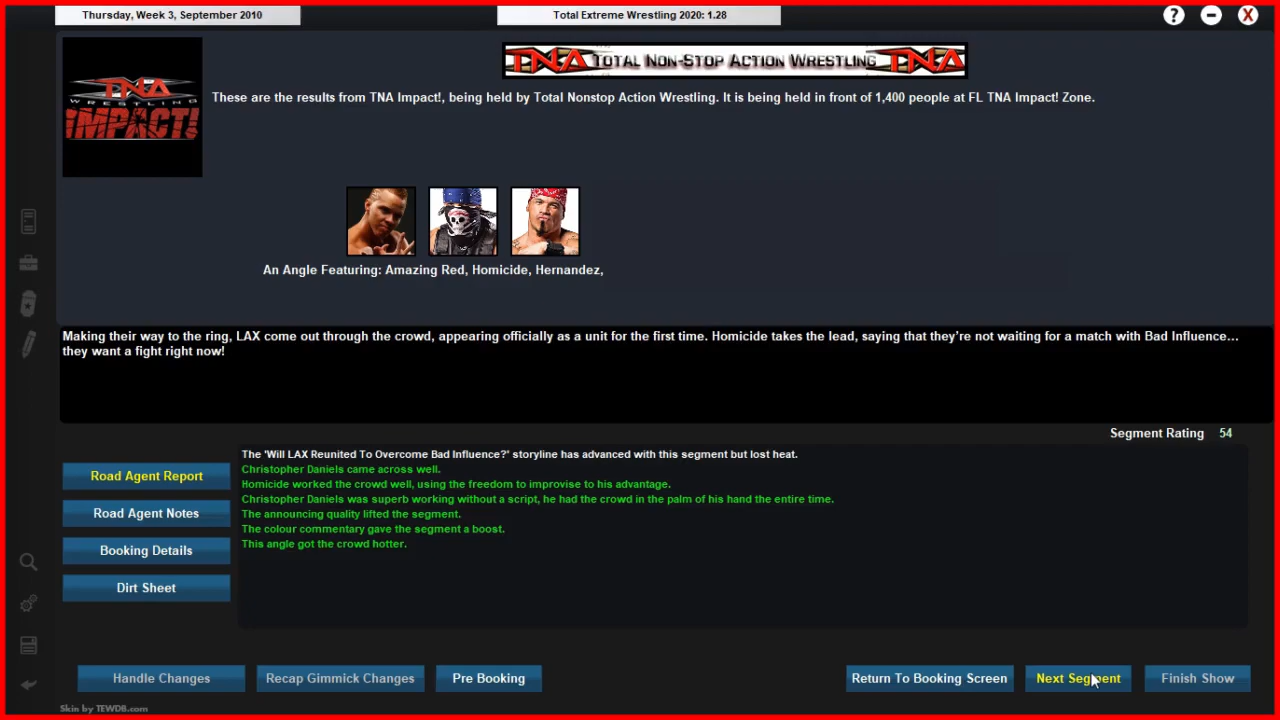 Thursday, Week 3, September 2010
Total Extreme Wrestling 2020: 1.28
? – X
TNA WRESTLING IMPACT!
TNA TOTAL NON-STOP ACTION WRESTLING TNA
These are the results from TNA Impact!, being held by Total Nonstop Action Wrestling. It is being held in front of 1,400 people at FL TNA Impact! Zone.
An Angle Featuring: Amazing Red, Homicide, Hernandez,
Making their way to the ring, LAX come out through the crowd, appearing officially as a unit for the first time. Homicide takes the lead, saying that they're not waiting for a match with Bad Influence...
they want a fight right now!
Segment Rating 54
Road Agent Report
Road Agent Notes
Booking Details
Dirt Sheet
The 'Will LAX Reunited To Overcome Bad Influence?' storyline has advanced with this segment but lost heat.
Christopher Daniels came across well.
Homicide worked the crowd well, using the freedom to improvise to his advantage.
Christopher Daniels was superb working without a script, he had the crowd in the palm of his hand the entire time.
The announcing quality lifted the segment.
The colour commentary gave the segment a boost.
This angle got the crowd hotter.
Handle Changes
Recap Gimmick Changes
Pre Booking
Return To Booking Screen
Next Segment
Finish Show
Skin by TEWDB.com